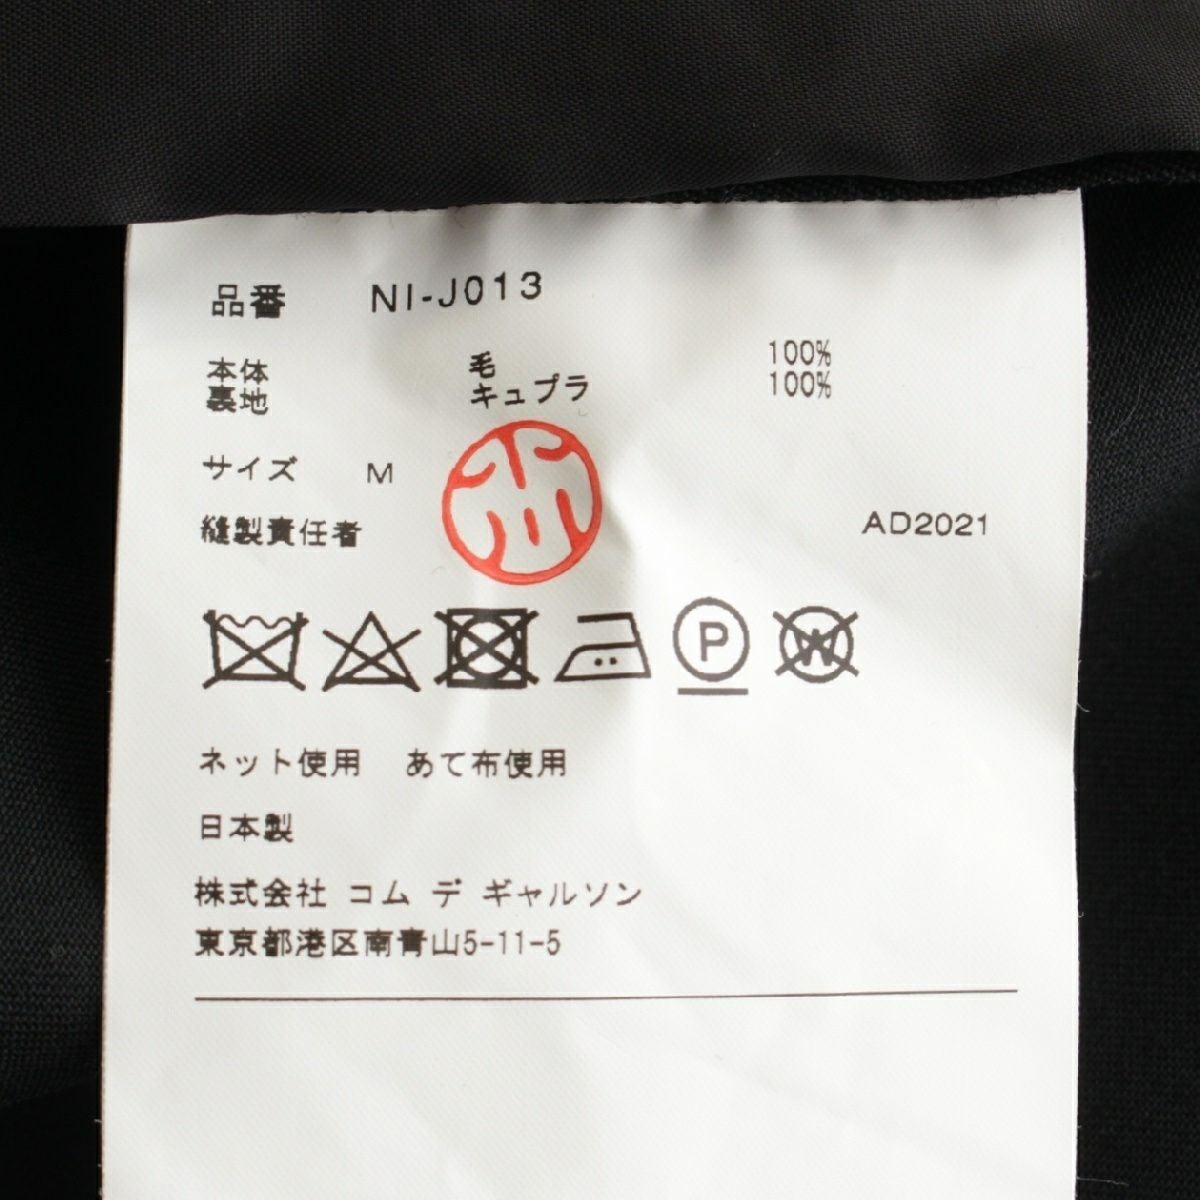 品番 NI-J013
本体 毛 100%
裏地 キュプラ 100%
サイズ M
縫製責任者 小川
AD2021
P W
ネット使用 あて布使用
日本製
株式会社 コム デ ギャルソン
東京都港区南青山5-11-5